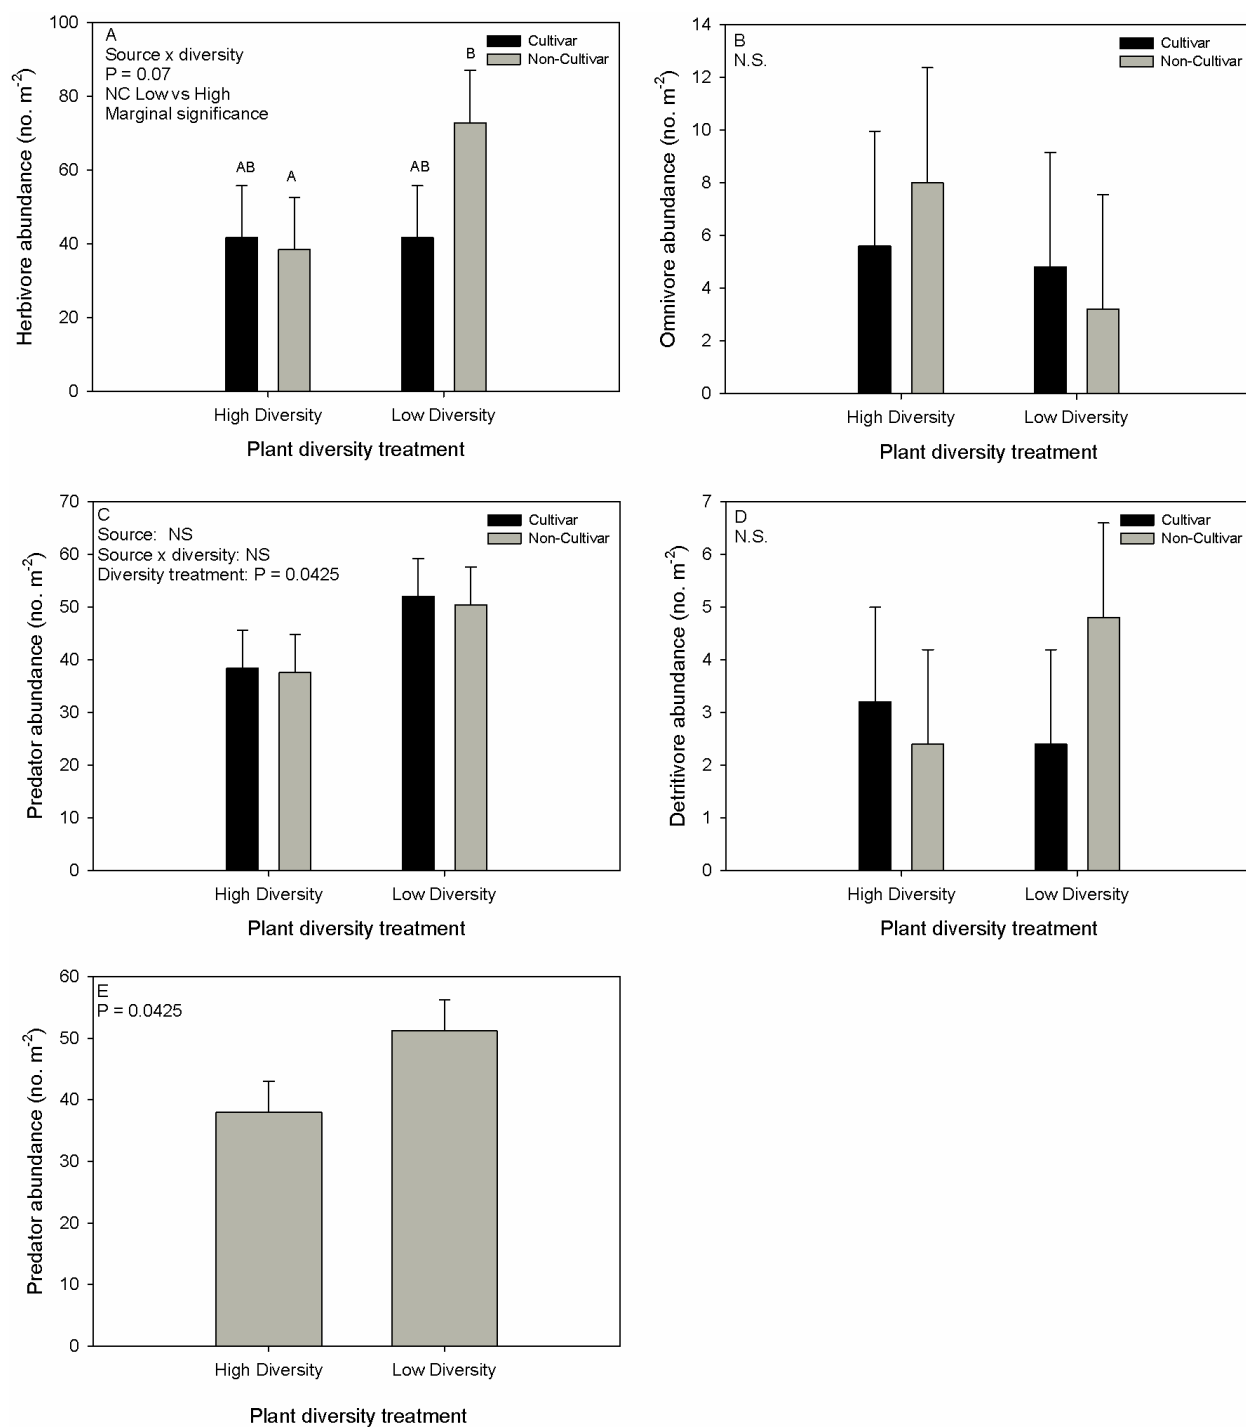 A
Source x diversity
P = 0.07
NC Low vs High
Marginal significance
Cultivar
Non-Cultivar
AB
A
AB
B
100
80
60
40
20
0
Herbivore abundance (no. m-2)
High Diversity
Low Diversity
Plant diversity treatment
B
N.S.
Cultivar
Non-Cultivar
14
12
10
8
6
4
2
0
Omnivore abundance (no. m-2)
High Diversity
Low Diversity
Plant diversity treatment
C
Source: NS
Source x diversity: NS
Diversity treatment: P = 0.0425
Cultivar
Non-Cultivar
70
60
50
40
30
20
10
0
Predator abundance (no. m-2)
High Diversity
Low Diversity
Plant diversity treatment
D
N.S.
Cultivar
Non-Cultivar
7
6
5
4
3
2
1
0
Detritivore abundance (no. m-2)
High Diversity
Low Diversity
Plant diversity treatment
E
P = 0.0425
60
50
40
30
20
10
0
Predator abundance (no. m-2)
High Diversity
Low Diversity
Plant diversity treatment